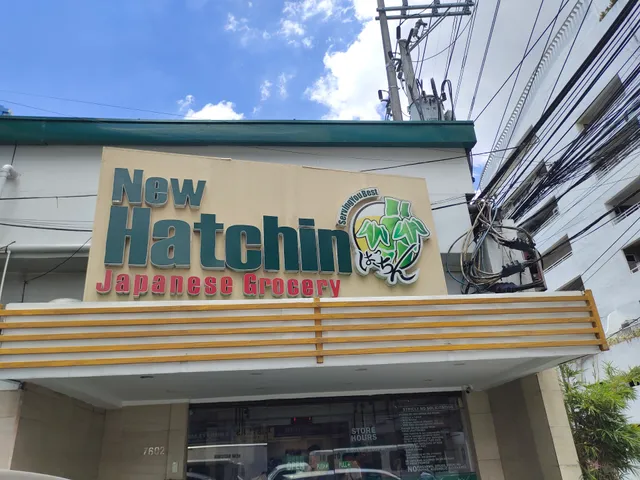 New
Hatchin
Japanese Grocery
Serving You Best
はっちん
7602
STORE
HOURS